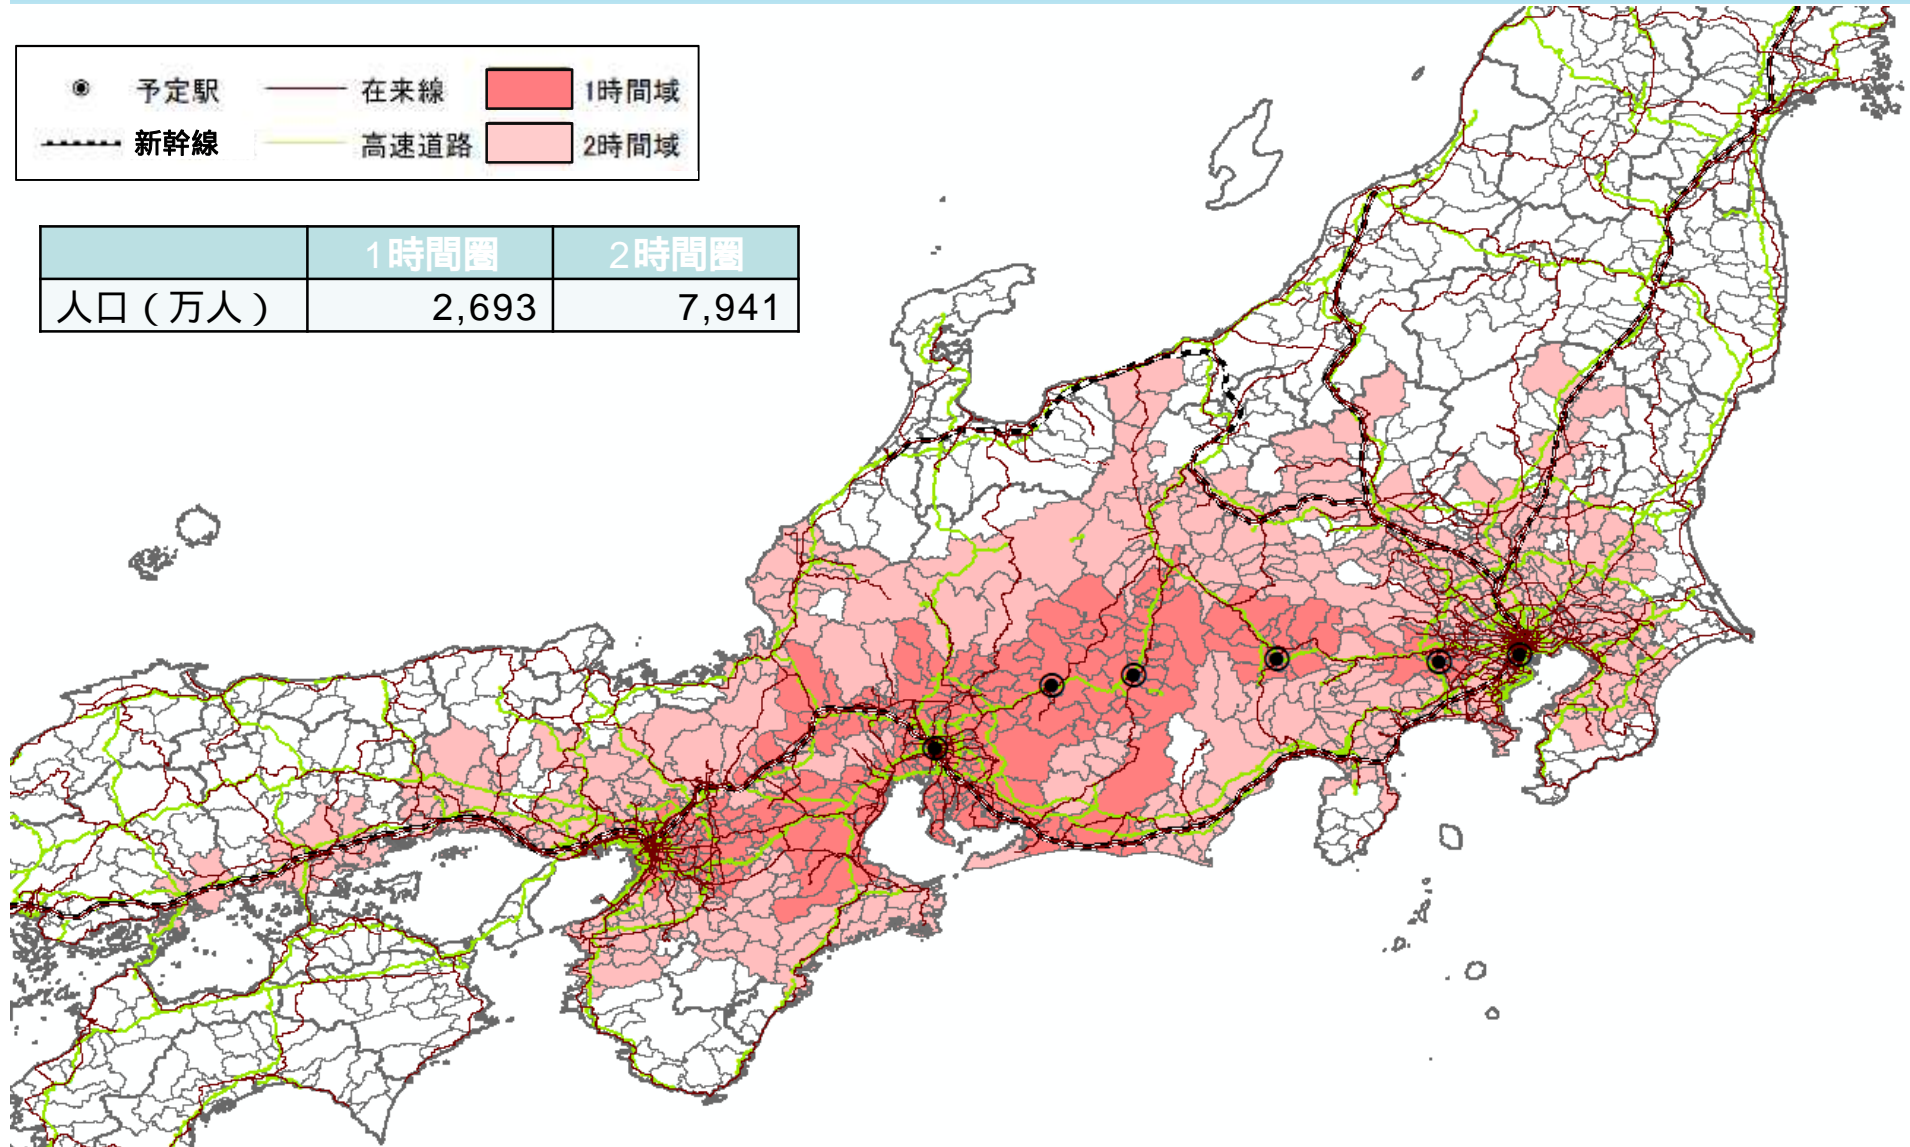 予定駅 在来線 1時間域
新幹線 高速道路 2時間域
1時間圏 2時間圏
人口（万人） 2,693 7,941